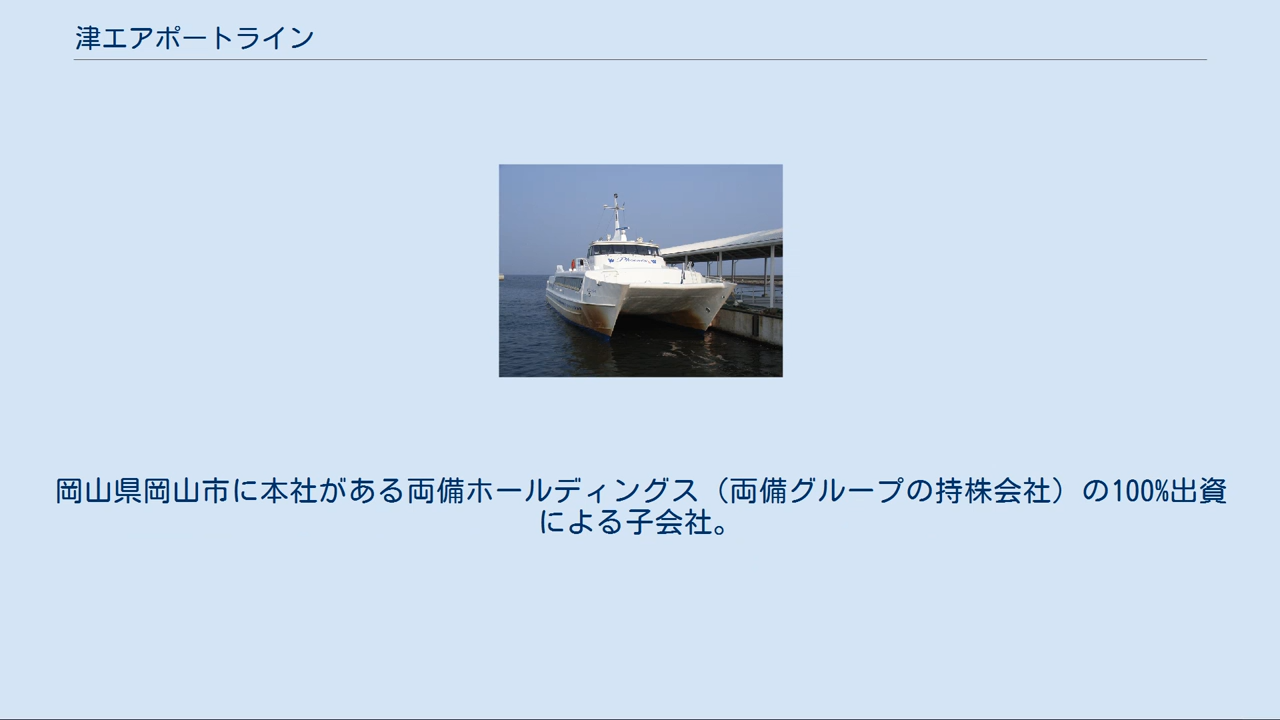 津エアポートライン
岡山県岡山市に本社がある両備ホールディングス（両備グループの持株会社）の100%出資
による子会社。